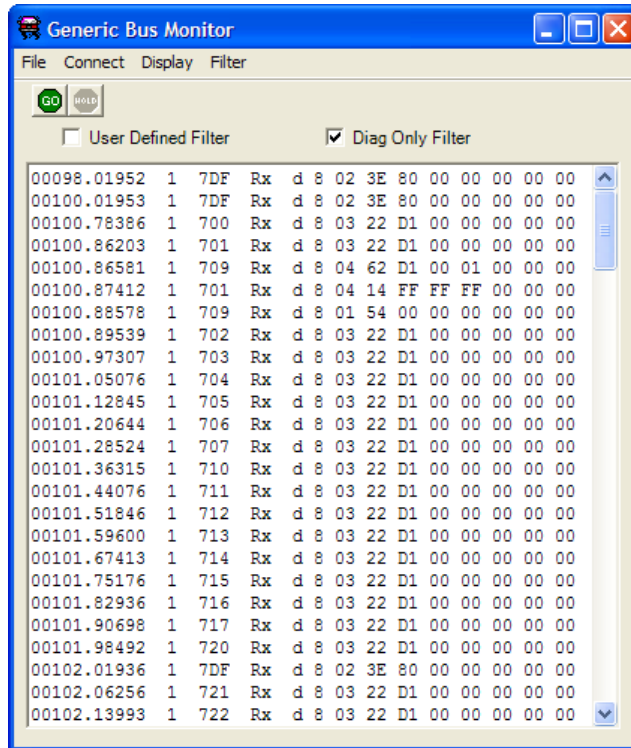 Generic Bus Monitor
File Connect Display Filter
GO HOLD
User Defined Filter Diag Only Filter
00098.01952 1 7DF Rx d 8 02 3E 80 00 00 00 00 00
00100.01953 1 7DF Rx d 8 02 3E 80 00 00 00 00 00
00100.78386 1 700 Rx d 8 03 22 D1 00 00 00 00 00
00100.86203 1 701 Rx d 8 03 22 D1 00 00 00 00 00
00100.86581 1 709 Rx d 8 04 62 D1 00 01 00 00 00
00100.87412 1 701 Rx d 8 04 14 FF FF FF 00 00 00
00100.88578 1 709 Rx d 8 01 54 00 00 00 00 00 00
00100.89539 1 702 Rx d 8 03 22 D1 00 00 00 00 00
00100.97307 1 703 Rx d 8 03 22 D1 00 00 00 00 00
00101.05076 1 704 Rx d 8 03 22 D1 00 00 00 00 00
00101.12845 1 705 Rx d 8 03 22 D1 00 00 00 00 00
00101.20644 1 706 Rx d 8 03 22 D1 00 00 00 00 00
00101.28524 1 707 Rx d 8 03 22 D1 00 00 00 00 00
00101.36315 1 710 Rx d 8 03 22 D1 00 00 00 00 00
00101.44076 1 711 Rx d 8 03 22 D1 00 00 00 00 00
00101.51846 1 712 Rx d 8 03 22 D1 00 00 00 00 00
00101.59600 1 713 Rx d 8 03 22 D1 00 00 00 00 00
00101.67413 1 714 Rx d 8 03 22 D1 00 00 00 00 00
00101.75176 1 715 Rx d 8 03 22 D1 00 00 00 00 00
00101.82936 1 716 Rx d 8 03 22 D1 00 00 00 00 00
00101.90698 1 717 Rx d 8 03 22 D1 00 00 00 00 00
00101.98492 1 720 Rx d 8 03 22 D1 00 00 00 00 00
00102.01936 1 7DF Rx d 8 02 3E 80 00 00 00 00 00
00102.06256 1 721 Rx d 8 03 22 D1 00 00 00 00 00
00102.13993 1 722 Rx d 8 03 22 D1 00 00 00 00 00